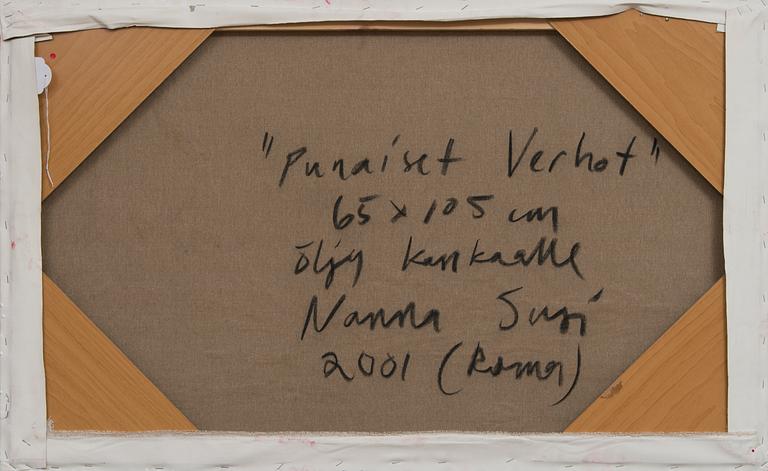 "Punaiset Verhot"
65 x 105 cm
öljy kankaalle
Nanna Susi
2001 (Roma)